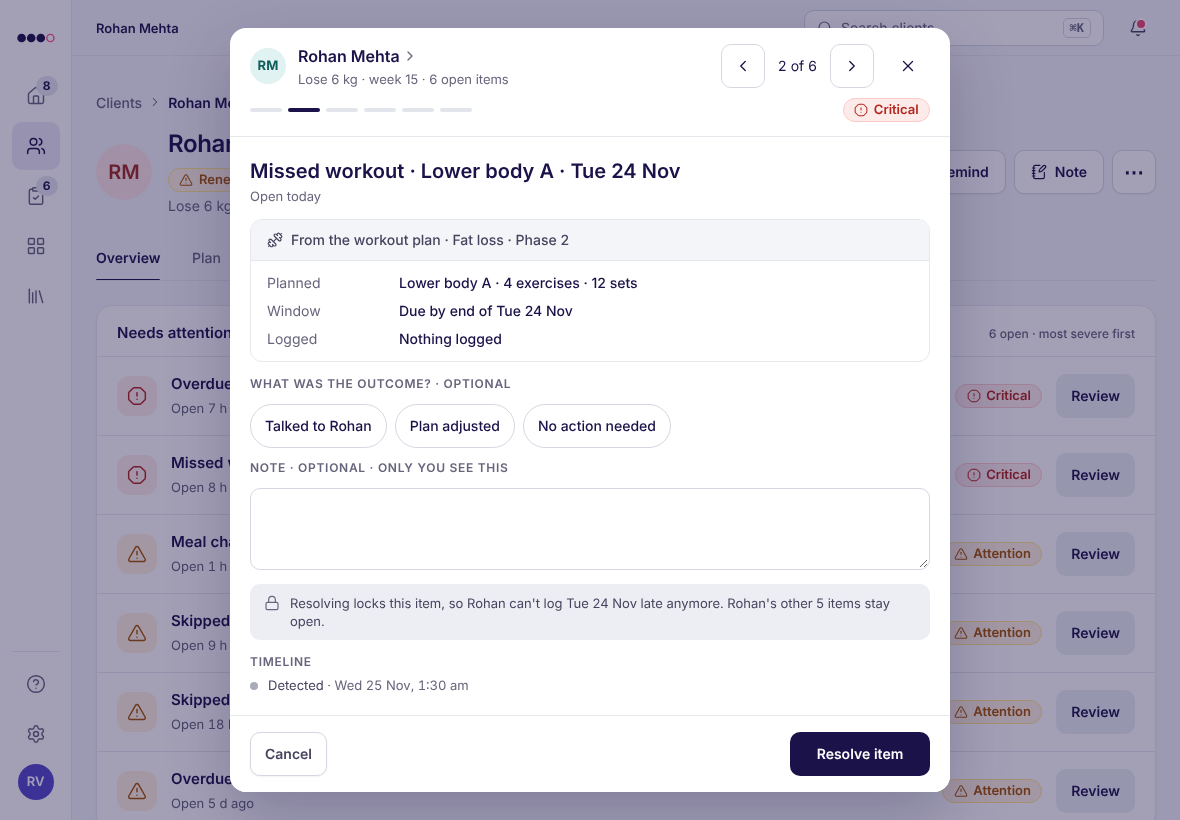 Rohan Mehta
Search clients
⌘K
8
6
RV
Clients
Rohan Me
RM
Rohan
Rene
Lose 6 kg
emind
Note
Overview
Plan
Needs attention
6 open · most severe first
Overdue
Open 7 h
Critical
Review
Missed w
Open 8 h
Critical
Review
Meal cha
Open 1 h
Attention
Review
Skipped
Open 9 h
Attention
Review
Skipped
Open 18
Attention
Review
Overdue
Open 5 d ago
Attention
Review
RM
Rohan Mehta
Lose 6 kg · week 15 · 6 open items
2 of 6
Critical
Missed workout · Lower body A · Tue 24 Nov
Open today
From the workout plan · Fat loss · Phase 2
Planned Lower body A · 4 exercises · 12 sets
Window Due by end of Tue 24 Nov
Logged Nothing logged
WHAT WAS THE OUTCOME? · OPTIONAL
Talked to Rohan
Plan adjusted
No action needed
NOTE · OPTIONAL · ONLY YOU SEE THIS
Resolving locks this item, so Rohan can't log Tue 24 Nov late anymore. Rohan's other 5 items stay
open.
TIMELINE
Detected · Wed 25 Nov, 1:30 am
Cancel
Resolve item